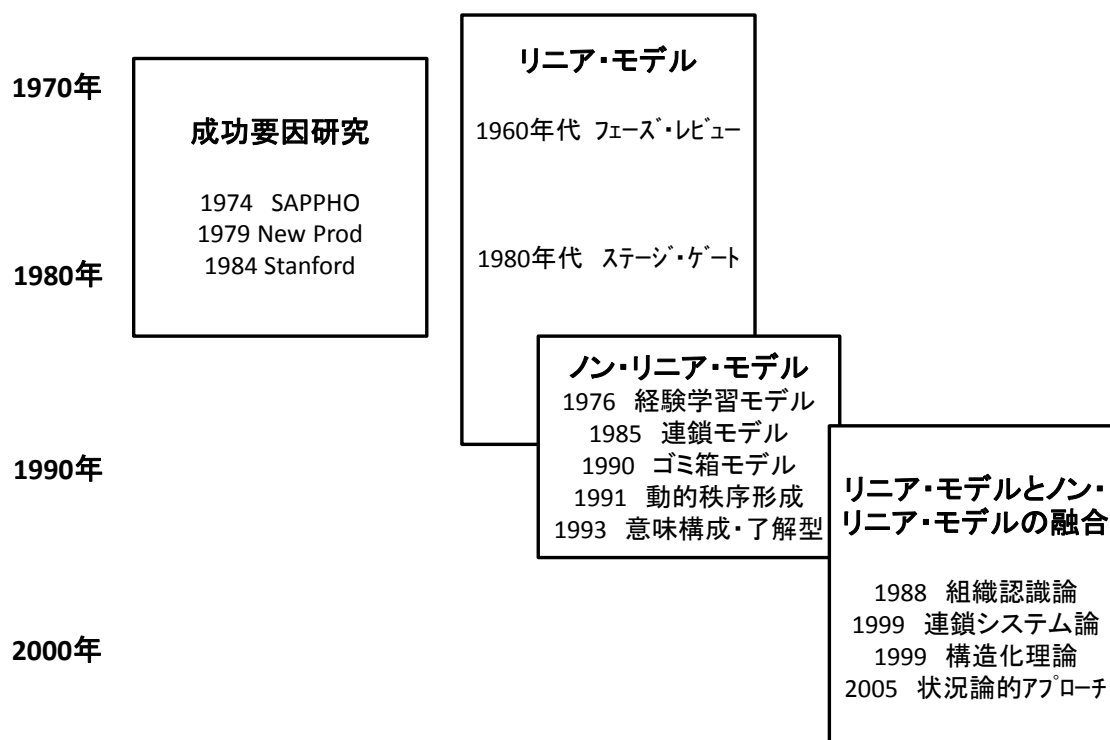 1970年
1980年
1990年
2000年
成功要因研究
1974 SAPPHO
1979 New Prod
1984 Stanford
リニア・モデル
1960年代 ﾌｪｰｽﾞ・ﾚﾋﾞｭｰ
1980年代 ｽﾃｰｼﾞ・ｹﾞｰﾄ
ノン・リニア・モデル
1976 経験学習モデル
1985 連鎖モデル
1990 ゴミ箱モデル
1991 動的秩序形成
1993 意味構成・了解型
リニア・モデルとノン・
リニア・モデルの融合
1988 組織認識論
1999 連鎖システム論
1999 構造化理論
2005 状況論的ｱﾌﾟﾛｰﾁ